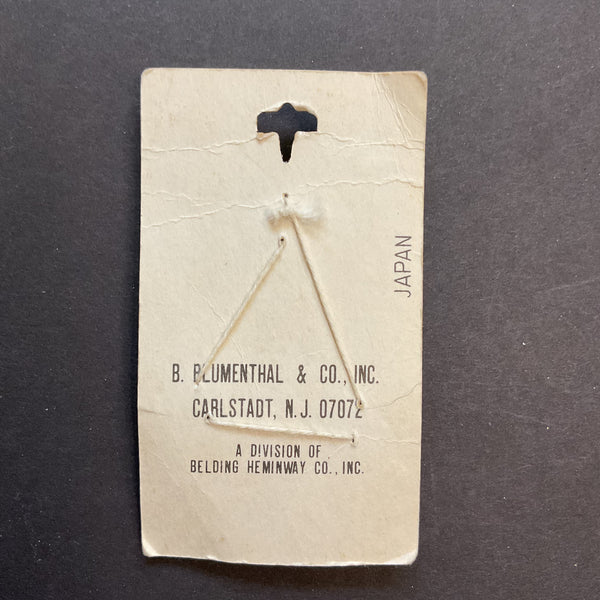 JAPAN
B. BLUMENTHAL & CO., INC.
CARLSTADT, N.J. 07072
A DIVISION OF
BELDING HEMINWAY CO., INC.